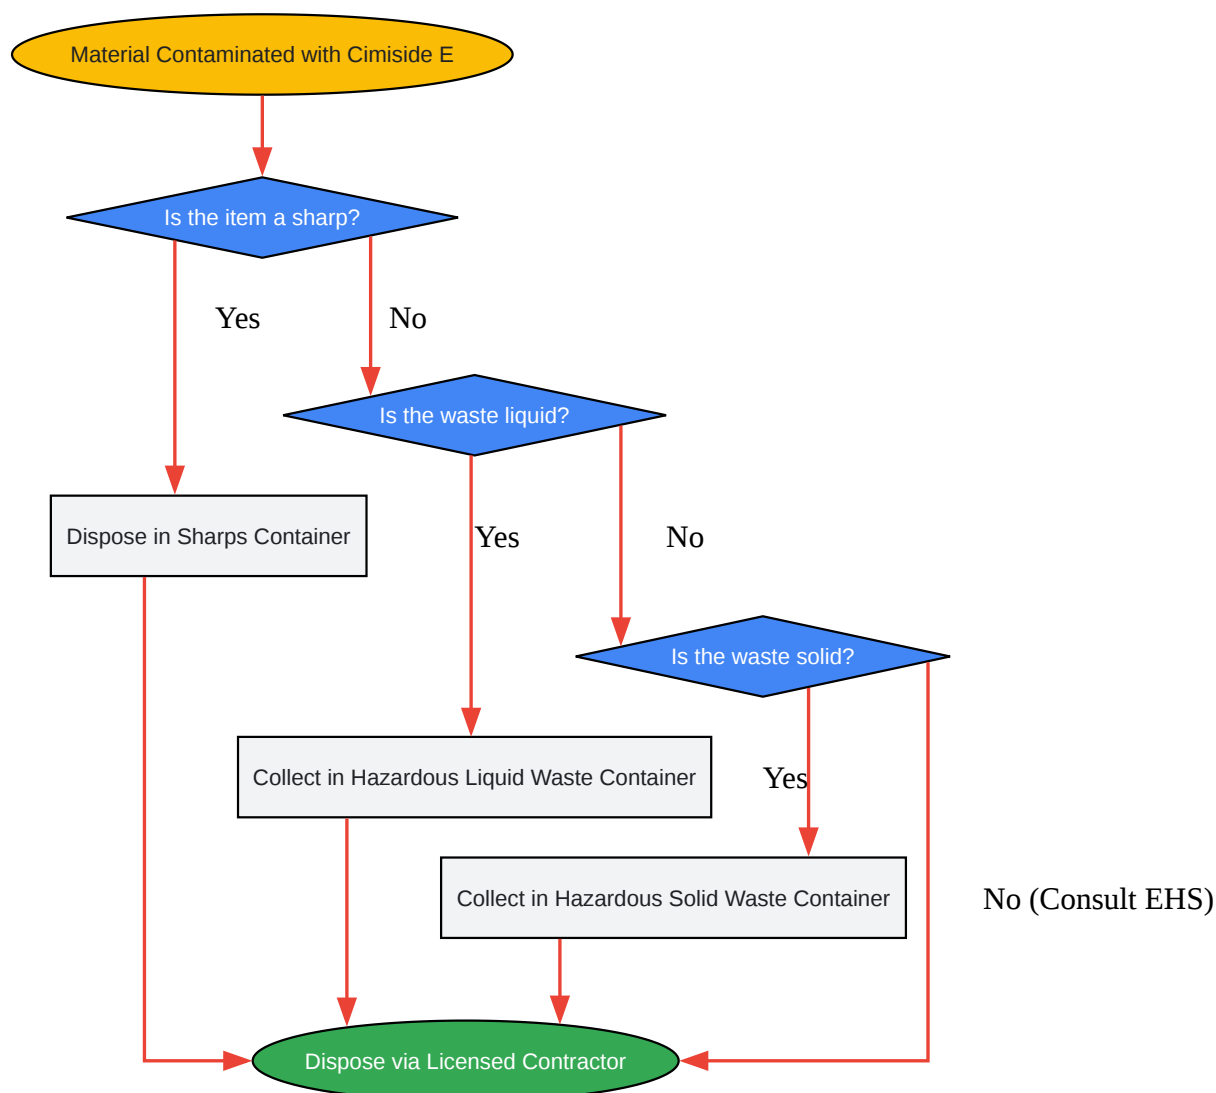 Material Contaminated with Cimiside E
Is the item a sharp?
Yes
No
Is the waste liquid?
Dispose in Sharps Container
Yes
No
Is the waste solid?
Collect in Hazardous Liquid Waste Container
Yes
Collect in Hazardous Solid Waste Container
No (Consult EHS)
Dispose via Licensed Contractor